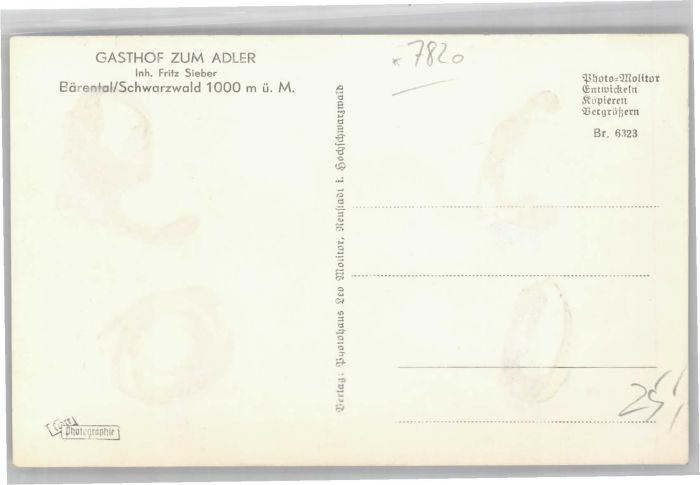 GASTHOF ZUM ADLER
Inh. Fritz Sieber
Bärental/Schwarzwald 1000 m ü. M.
7820
Photo-Molitor
Entwickeln
Kopieren
Vergrößern
Br. 6323
Verlag: Photohaus Leo Molitor, Neustadt i. Hochschwarzwald
Echte
Photographie